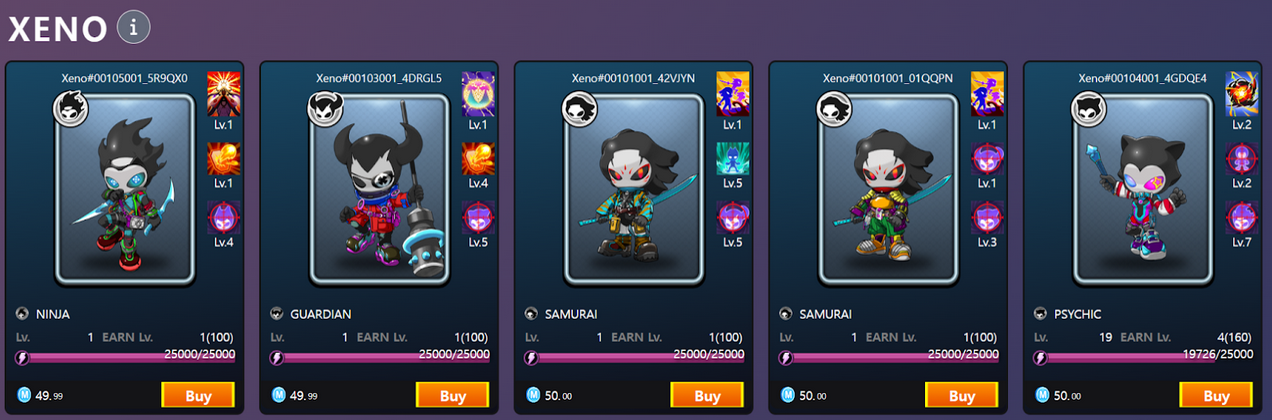 XENO i
Xeno#00105001_5R9QX0
Lv.1
Lv.1
Lv.4
NINJA
Lv. 1 EARN Lv. 1(100)
25000/25000
M 49.99 Buy
Xeno#00103001_4DRGL5
Lv.1
Lv.4
Lv.5
GUARDIAN
Lv. 1 EARN Lv. 1(100)
25000/25000
M 49.99 Buy
Xeno#00101001_42VJYN
Lv.1
Lv.5
Lv.5
SAMURAI
Lv. 1 EARN Lv. 1(100)
25000/25000
M 50.00 Buy
Xeno#00101001_01QQPN
Lv.1
Lv.1
Lv.3
SAMURAI
Lv. 1 EARN Lv. 1(100)
25000/25000
M 50.00 Buy
Xeno#00104001_4GDQE4
Lv.2
Lv.2
Lv.7
PSYCHIC
Lv. 19 EARN Lv. 4(160)
19726/25000
M 50.00 Buy